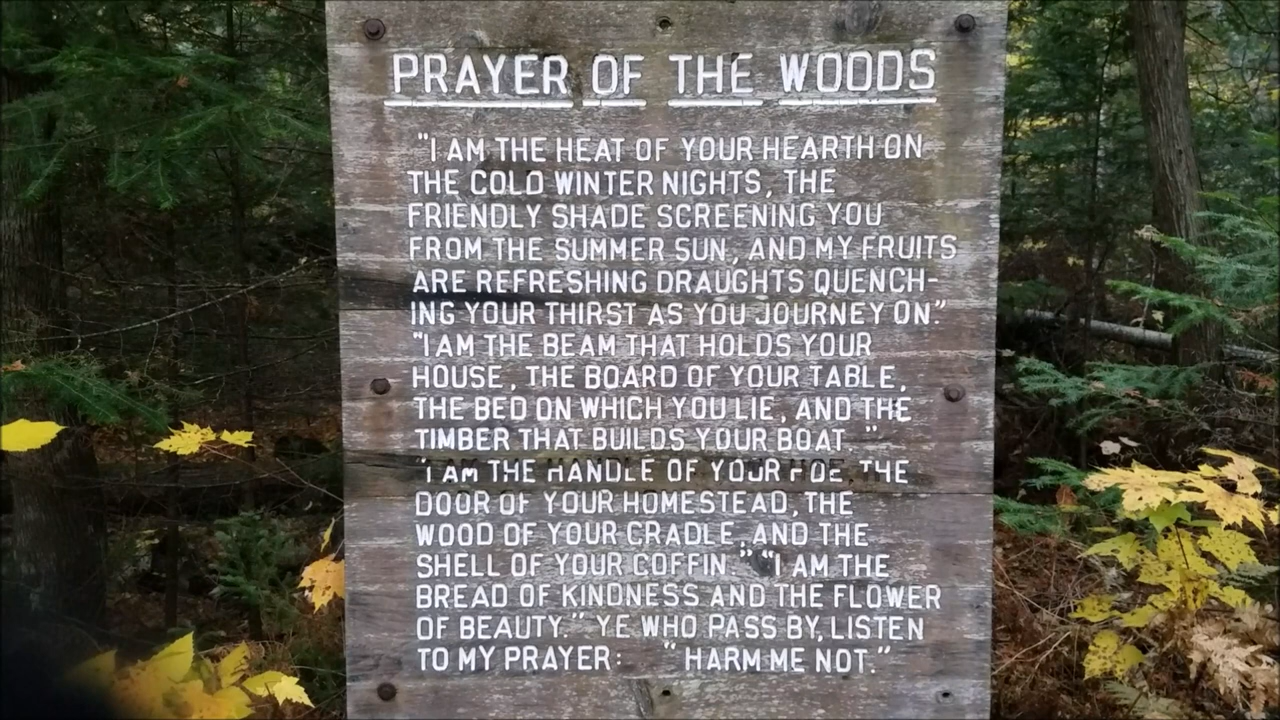 PRAYER OF THE WOODS
"I AM THE HEAT OF YOUR HEARTH ON
THE COLD WINTER NIGHTS, THE
FRIENDLY SHADE SCREENING YOU
FROM THE SUMMER SUN, AND MY FRUITS
ARE REFRESHING DRAUGHTS QUENCH-
ING YOUR THIRST AS YOU JOURNEY ON."
"I AM THE BEAM THAT HOLDS YOUR
HOUSE, THE BOARD OF YOUR TABLE,
THE BED ON WHICH YOU LIE, AND THE
TIMBER THAT BUILDS YOUR BOAT."
"I AM THE HANDLE OF YOUR HOE, THE
DOOR OF YOUR HOMESTEAD, THE
WOOD OF YOUR CRADLE, AND THE
SHELL OF YOUR COFFIN." "I AM THE
BREAD OF KINDNESS AND THE FLOWER
OF BEAUTY." YE WHO PASS BY, LISTEN
TO MY PRAYER: "HARM ME NOT."